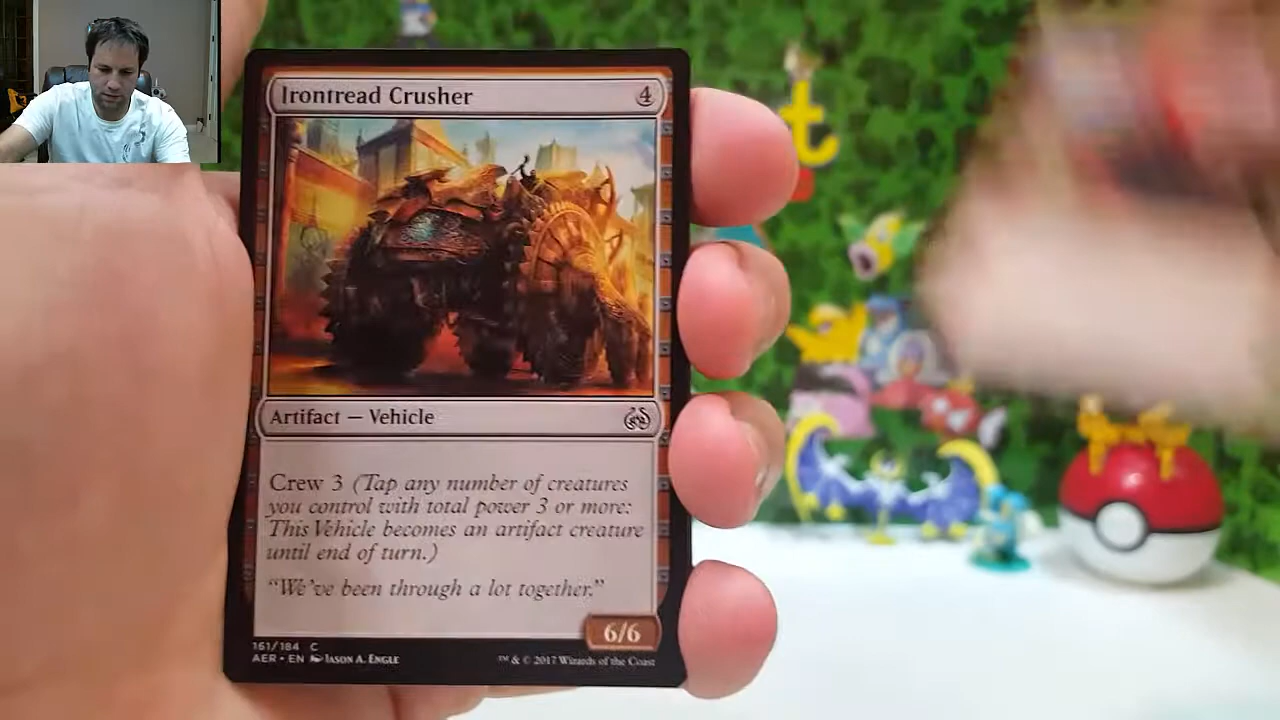 Irontread Crusher 4
Artifact — Vehicle
Crew 3 (Tap any number of creatures
you control with total power 3 or more:
This Vehicle becomes an artifact creature
until end of turn.)
“We’ve been through a lot together.”
6/6
161/184 C
AER • EN Jason A. Engle
™ & © 2017 Wizards of the Coast
t